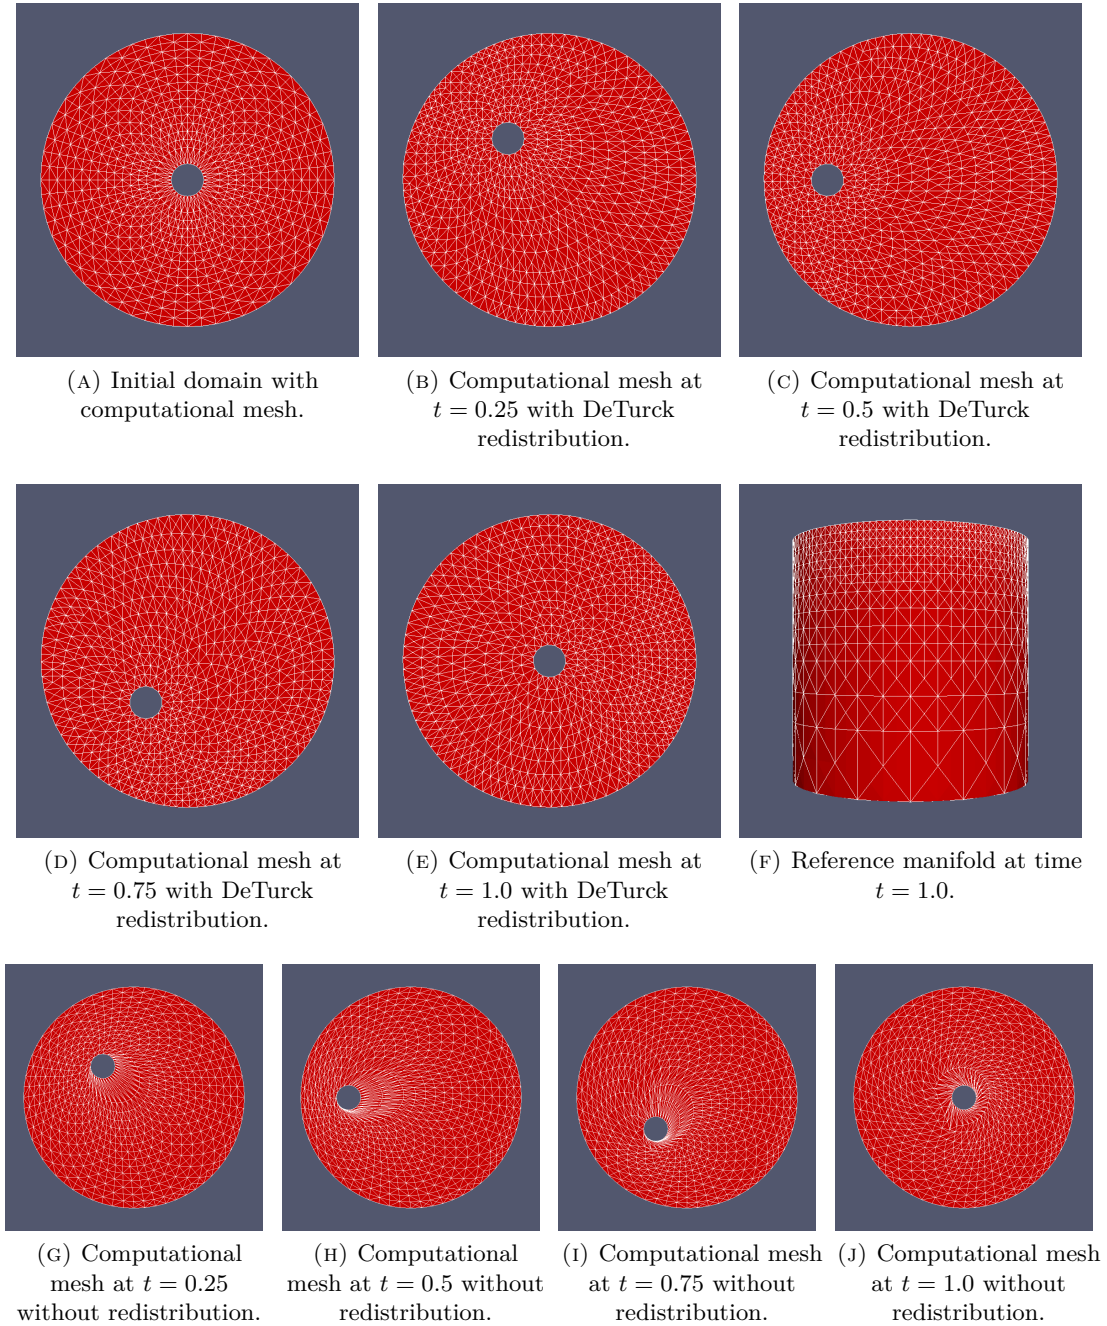 (A) Initial domain with
computational mesh.
(B) Computational mesh at
t = 0.25 with DeTurck
redistribution.
(C) Computational mesh at
t = 0.5 with DeTurck
redistribution.
(D) Computational mesh at
t = 0.75 with DeTurck
redistribution.
(E) Computational mesh at
t = 1.0 with DeTurck
redistribution.
(F) Reference manifold at time
t = 1.0.
(G) Computational
mesh at t = 0.25
without redistribution.
(H) Computational
mesh at t = 0.5 without
redistribution.
(I) Computational mesh
at t = 0.75 without
redistribution.
(J) Computational mesh
at t = 1.0 without
redistribution.